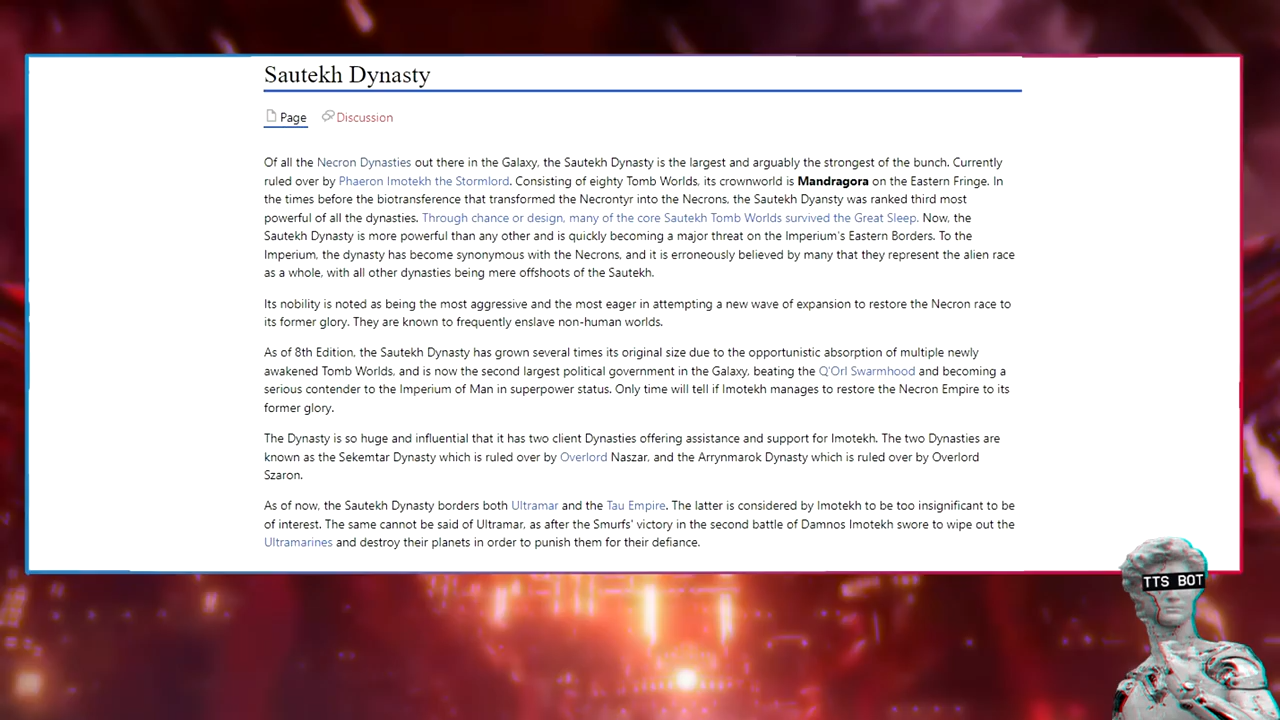 Sautekh Dynasty
Page Discussion
Of all the Necron Dynasties out there in the Galaxy, the Sautekh Dynasty is the largest and arguably the strongest of the bunch. Currently
ruled over by Phaeron Imotekh the Stormlord. Consisting of eighty Tomb Worlds, its crownworld is Mandragora on the Eastern Fringe. In
the times before the biotransference that transformed the Necrontyr into the Necrons, the Sautekh Dyansty was ranked third most
powerful of all the dynasties. Through chance or design, many of the core Sautekh Tomb Worlds survived the Great Sleep. Now, the
Sautekh Dynasty is more powerful than any other and is quickly becoming a major threat on the Imperium's Eastern Borders. To the
Imperium, the dynasty has become synonymous with the Necrons, and it is erroneously believed by many that they represent the alien race
as a whole, with all other dynasties being mere offshoots of the Sautekh.
Its nobility is noted as being the most aggressive and the most eager in attempting a new wave of expansion to restore the Necron race to
its former glory. They are known to frequently enslave non-human worlds.
As of 8th Edition, the Sautekh Dynasty has grown several times its original size due to the opportunistic absorption of multiple newly
awakened Tomb Worlds, and is now the second largest political government in the Galaxy, beating the Q'Orl Swarmhood and becoming a
serious contender to the Imperium of Man in superpower status. Only time will tell if Imotekh manages to restore the Necron Empire to its
former glory.
The Dynasty is so huge and influential that it has two client Dynasties offering assistance and support for Imotekh. The two Dynasties are
known as the Sekemtar Dynasty which is ruled over by Overlord Naszar, and the Arrynmarok Dynasty which is ruled over by Overlord
Szaron.
As of now, the Sautekh Dynasty borders both Ultramar and the Tau Empire. The latter is considered by Imotekh to be too insignificant to be
of interest. The same cannot be said of Ultramar, as after the Smurfs' victory in the second battle of Damnos Imotekh swore to wipe out the
Ultramarines and destroy their planets in order to punish them for their defiance.
TTS BOT